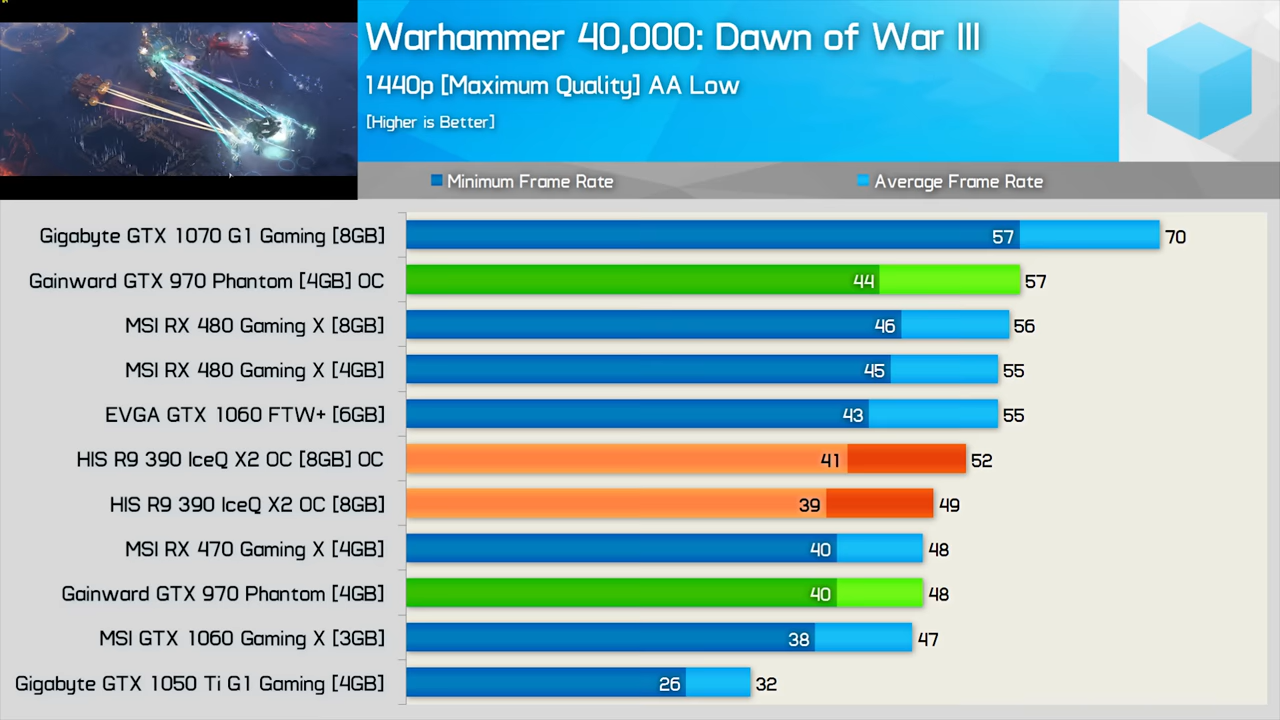 Warhammer 40,000: Dawn of War III
1440p [Maximum Quality] AA Low
[Higher is Better]
Minimum Frame Rate
Average Frame Rate
Gigabyte GTX 1070 G1 Gaming [8GB] 57 70
Gainward GTX 970 Phantom [4GB] OC 44 57
MSI RX 480 Gaming X [8GB] 46 56
MSI RX 480 Gaming X [4GB] 45 55
EVGA GTX 1060 FTW+ [6GB] 43 55
HIS R9 390 IceQ X2 OC [8GB] OC 41 52
HIS R9 390 IceQ X2 OC [8GB] 39 49
MSI RX 470 Gaming X [4GB] 40 48
Gainward GTX 970 Phantom [4GB] 40 48
MSI GTX 1060 Gaming X [3GB] 38 47
Gigabyte GTX 1050 Ti G1 Gaming [4GB] 26 32